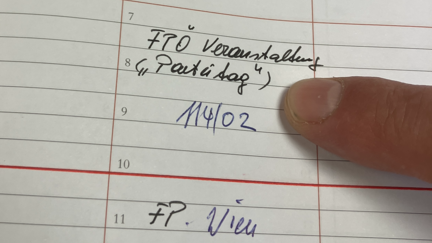 7
FPÖ Veranstaltung
8 („Parteitag“)
9 114/02
10
11 FP. Wien